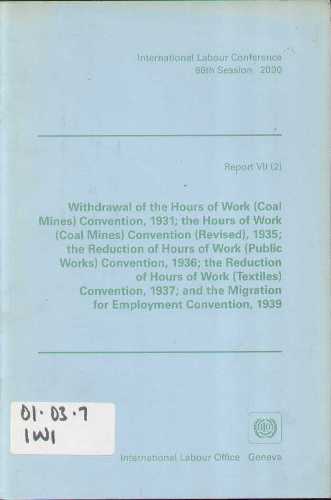 International Labour Conference
88th Session 2000
Report VII (2)
Withdrawal of the Hours of Work (Coal
Mines) Convention, 1931; the Hours of Work
(Coal Mines) Convention (Revised), 1935;
the Reduction of Hours of Work (Public
Works) Convention, 1936; the Reduction
of Hours of Work (Textiles)
Convention, 1937; and the Migration
for Employment Convention, 1939
01.03.7
IWI
International Labour Office Geneva